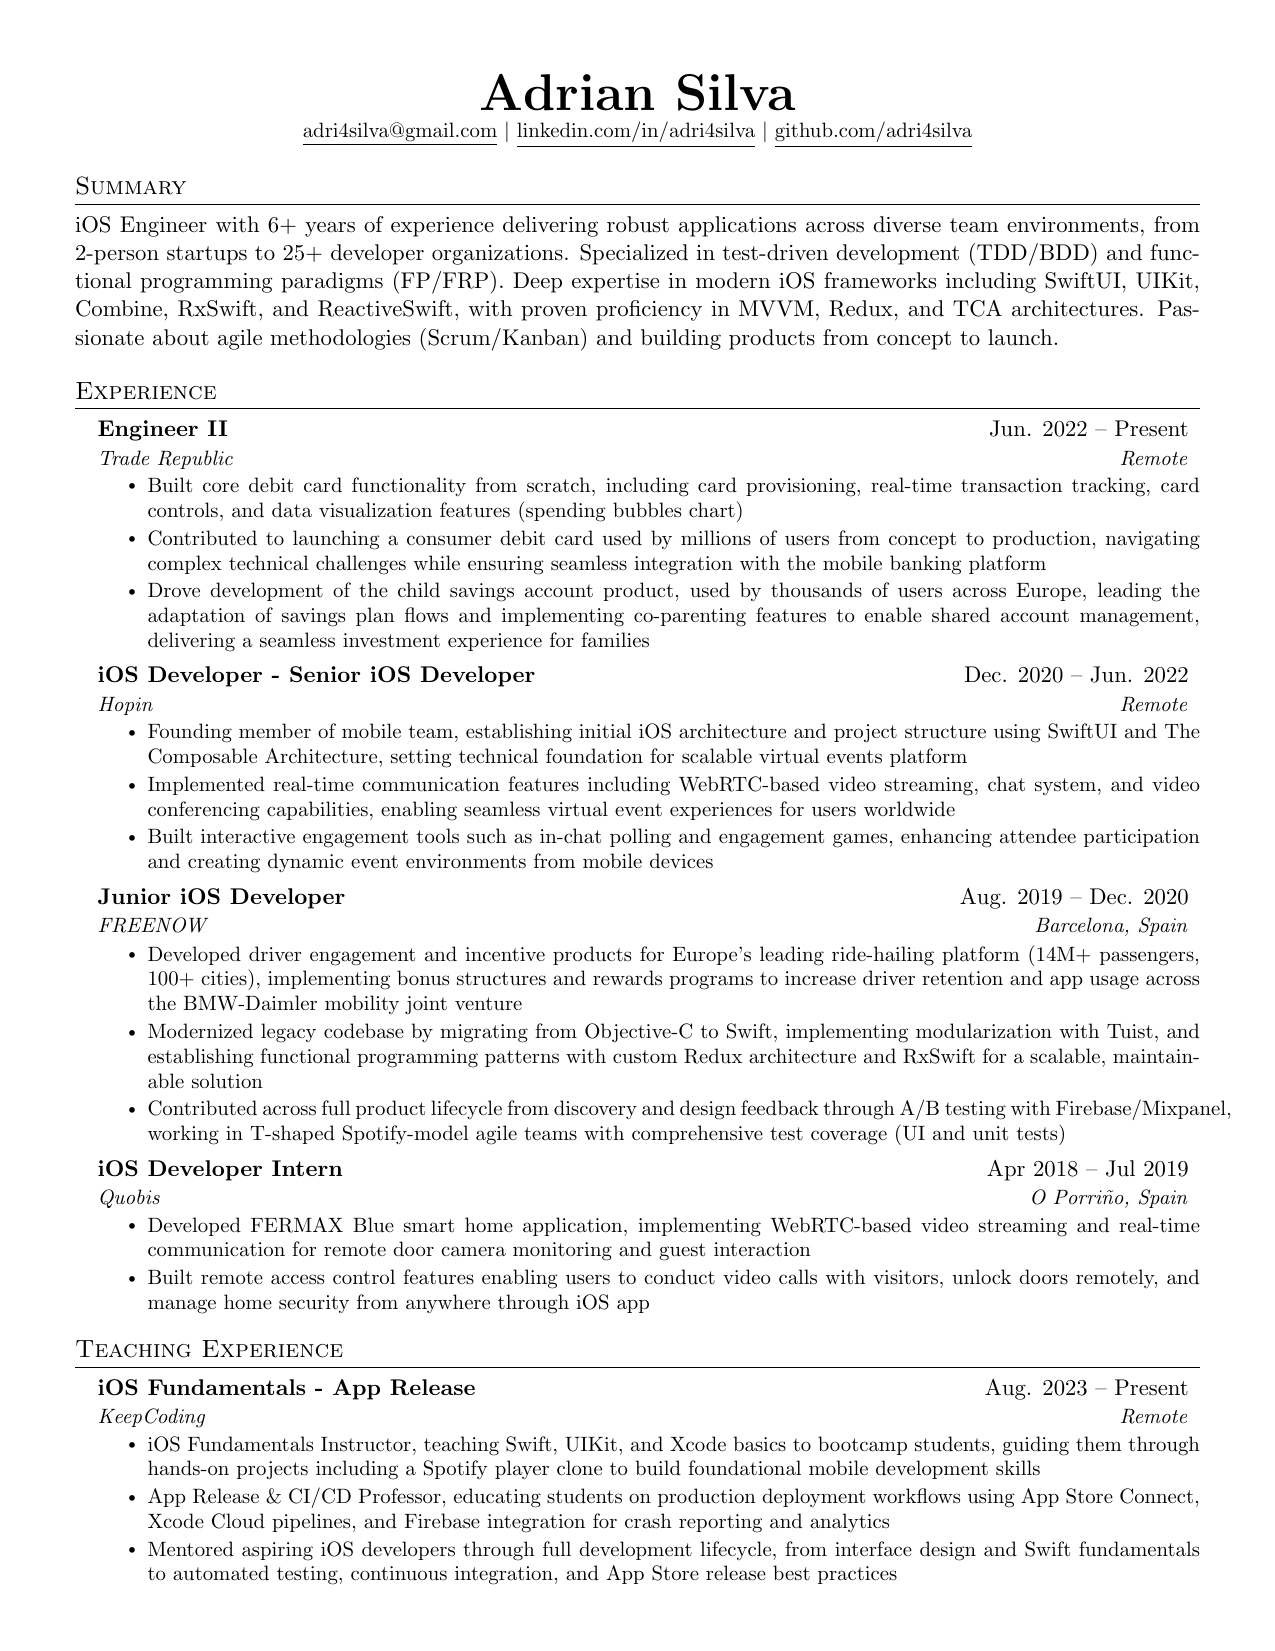 Adrian Silva
adri4silva@gmail.com | linkedin.com/in/adri4silva | github.com/adri4silva
Summary
iOS Engineer with 6+ years of experience delivering robust applications across diverse team environments, from
2-person startups to 25+ developer organizations. Specialized in test-driven development (TDD/BDD) and func-
tional programming paradigms (FP/FRP). Deep expertise in modern iOS frameworks including SwiftUI, UIKit,
Combine, RxSwift, and ReactiveSwift, with proven proficiency in MVVM, Redux, and TCA architectures. Pas-
sionate about agile methodologies (Scrum/Kanban) and building products from concept to launch.
Experience
Engineer II Jun. 2022 – Present
Trade Republic Remote
• Built core debit card functionality from scratch, including card provisioning, real-time transaction tracking, card
controls, and data visualization features (spending bubbles chart)
• Contributed to launching a consumer debit card used by millions of users from concept to production, navigating
complex technical challenges while ensuring seamless integration with the mobile banking platform
• Drove development of the child savings account product, used by thousands of users across Europe, leading the
adaptation of savings plan flows and implementing co-parenting features to enable shared account management,
delivering a seamless investment experience for families
iOS Developer - Senior iOS Developer Dec. 2020 – Jun. 2022
Hopin Remote
• Founding member of mobile team, establishing initial iOS architecture and project structure using SwiftUI and The
Composable Architecture, setting technical foundation for scalable virtual events platform
• Implemented real-time communication features including WebRTC-based video streaming, chat system, and video
conferencing capabilities, enabling seamless virtual event experiences for users worldwide
• Built interactive engagement tools such as in-chat polling and engagement games, enhancing attendee participation
and creating dynamic event environments from mobile devices
Junior iOS Developer Aug. 2019 – Dec. 2020
FREENOW Barcelona, Spain
• Developed driver engagement and incentive products for Europe's leading ride-hailing platform (14M+ passengers,
100+ cities), implementing bonus structures and rewards programs to increase driver retention and app usage across
the BMW-Daimler mobility joint venture
• Modernized legacy codebase by migrating from Objective-C to Swift, implementing modularization with Tuist, and
establishing functional programming patterns with custom Redux architecture and RxSwift for a scalable, maintain-
able solution
• Contributed across full product lifecycle from discovery and design feedback through A/B testing with Firebase/Mixpanel,
working in T-shaped Spotify-model agile teams with comprehensive test coverage (UI and unit tests)
iOS Developer Intern Apr 2018 – Jul 2019
Quobis O Porriño, Spain
• Developed FERMAX Blue smart home application, implementing WebRTC-based video streaming and real-time
communication for remote door camera monitoring and guest interaction
• Built remote access control features enabling users to conduct video calls with visitors, unlock doors remotely, and
manage home security from anywhere through iOS app
Teaching Experience
iOS Fundamentals - App Release Aug. 2023 – Present
KeepCoding Remote
• iOS Fundamentals Instructor, teaching Swift, UIKit, and Xcode basics to bootcamp students, guiding them through
hands-on projects including a Spotify player clone to build foundational mobile development skills
• App Release & CI/CD Professor, educating students on production deployment workflows using App Store Connect,
Xcode Cloud pipelines, and Firebase integration for crash reporting and analytics
• Mentored aspiring iOS developers through full development lifecycle, from interface design and Swift fundamentals
to automated testing, continuous integration, and App Store release best practices